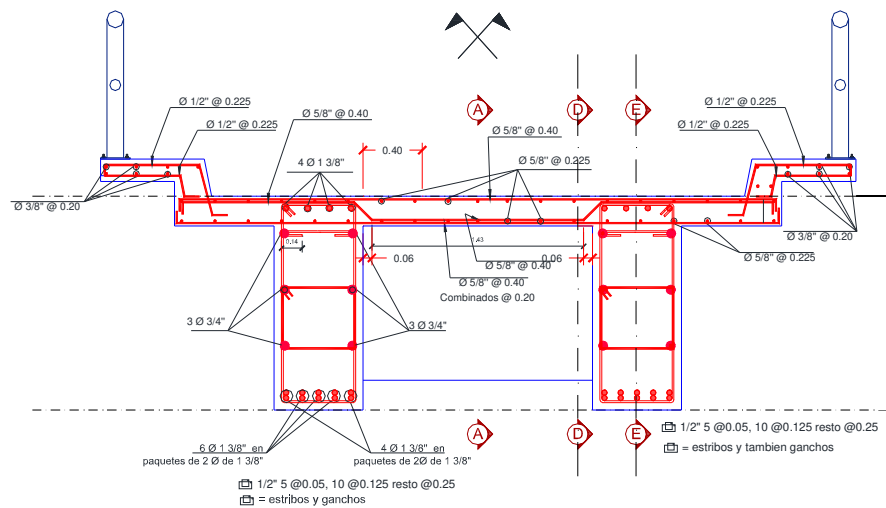 Ø 1/2" @ 0.225
Ø 1/2" @ 0.225
Ø 5/8" @ 0.40
4 Ø 1 3/8"
0.40
A
D
E
Ø 5/8" @ 0.40
Ø 5/8" @ 0.225
Ø 1/2" @ 0.225
Ø 1/2" @ 0.225
Ø 3/8" @ 0.20
Ø 3/8" @ 0.20
Ø 5/8" @ 0.225
0.14
0.06
1.43
0.06
Ø 5/8" @ 0.40
Ø 5/8" @ 0.40
Combinados @ 0.20
3 Ø 3/4"
3 Ø 3/4"
A
D
E
6 Ø 1 3/8" en
paquetes de 2 Ø de 1 3/8"
4 Ø 1 3/8" en
paquetes de 2Ø de 1 3/8"
1/2" 5 @0.05, 10 @0.125 resto @0.25
= estribos y tambien ganchos
1/2" 5 @0.05, 10 @0.125 resto @0.25
= estribos y ganchos